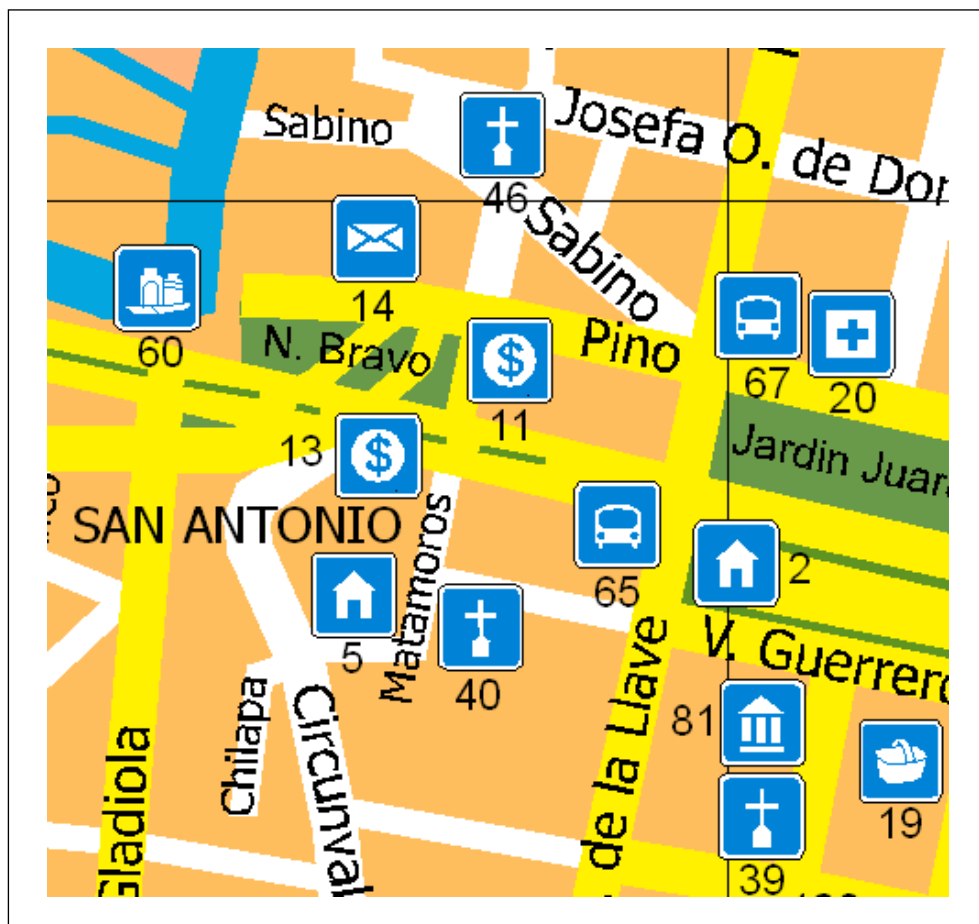 Sabino
Josefa O. de Dor
46
Sabino
14
60
N. Bravo
Pino
11
67
20
13
Jardin Juar
SAN ANTONIO
Matamoros
65
2
5
40
V. Guerrero
Chilapa
Circunval
de la Llave
81
Gladiola
19
39